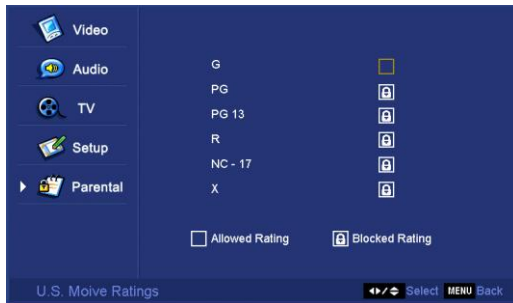 Video
Audio
TV
Setup
Parental
G
PG
PG 13
R
NC - 17
X
Allowed Rating
Blocked Rating
U.S. Moive Ratings
Select MENU Back